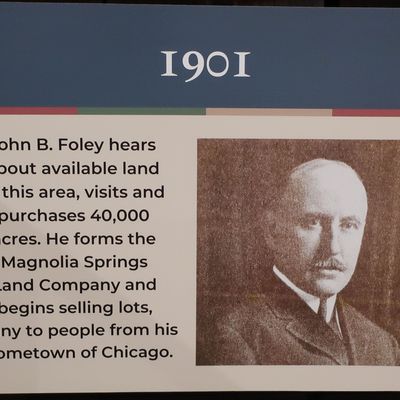 1901
ohn B. Foley hears
bout available land
this area, visits and
purchases 40,000
cres. He forms the
Magnolia Springs
Land Company and
begins selling lots,
ny to people from his
ometown of Chicago.